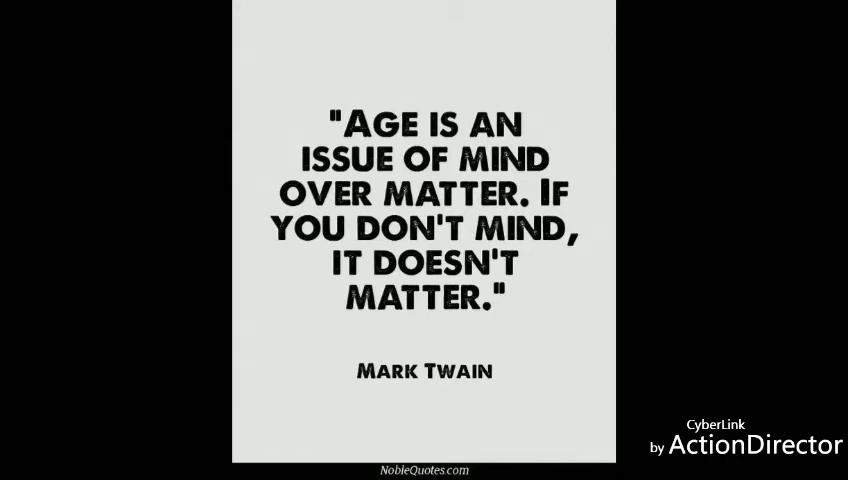 "Age is an
issue of mind
over matter. If
you don't mind,
it doesn't
matter."
Mark Twain
CyberLink
by ActionDirector
NobleQuotes.com